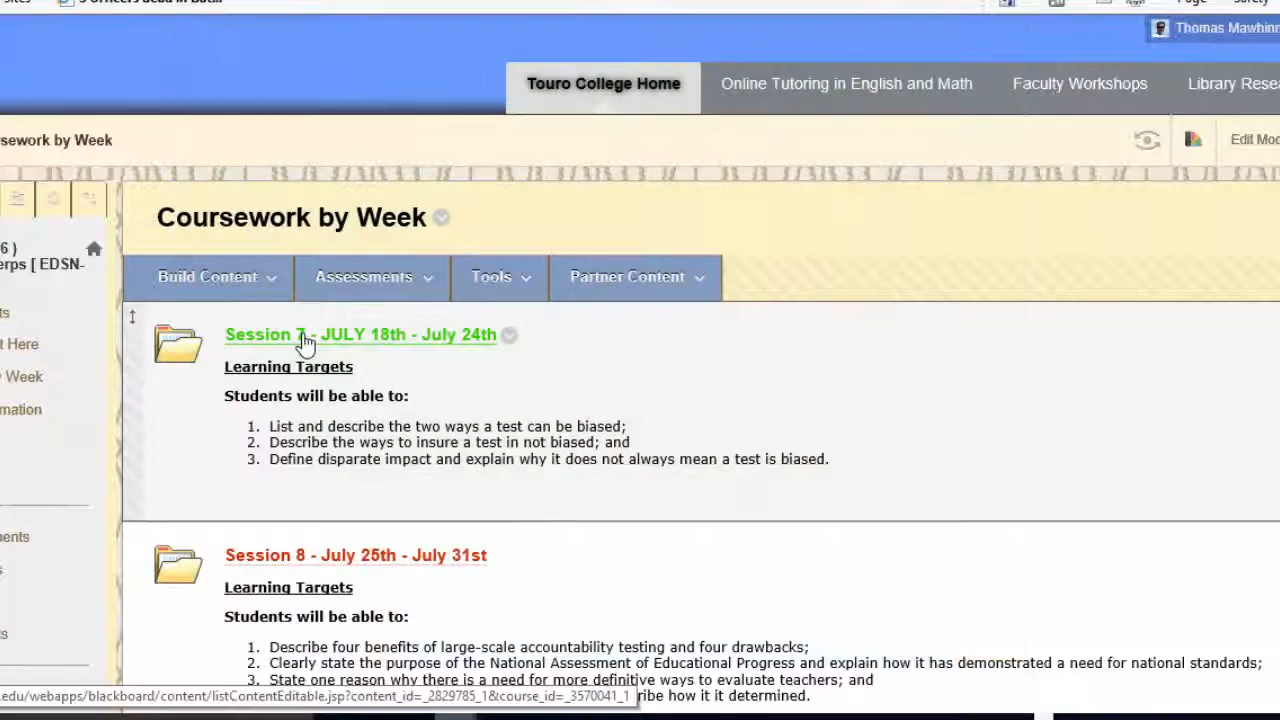 Thomas Mawhinn
Touro College Home
Online Tutoring in English and Math
Faculty Workshops
Library Rese
sework by Week
Edit Mod
6 )
erps [ EDSN-
ts
t Here
y Week
mation
ents
s
ts
Coursework by Week
Build Content
Assessments
Tools
Partner Content
Session 7 - JULY 18th - July 24th
Learning Targets
Students will be able to:
1. List and describe the two ways a test can be biased;
2. Describe the ways to insure a test in not biased; and
3. Define disparate impact and explain why it does not always mean a test is biased.
Session 8 - July 25th - July 31st
Learning Targets
Students will be able to:
1. Describe four benefits of large-scale accountability testing and four drawbacks;
2. Clearly state the purpose of the National Assessment of Educational Progress and explain how it has demonstrated a need for national standards;
3. State one reason why there is a need for more definitive ways to evaluate teachers; and
ribe how it it determined.
.edu/webapps/blackboard/content/listContentEditable.jsp?content_id=_2829785_1&course_id=_3570041_1